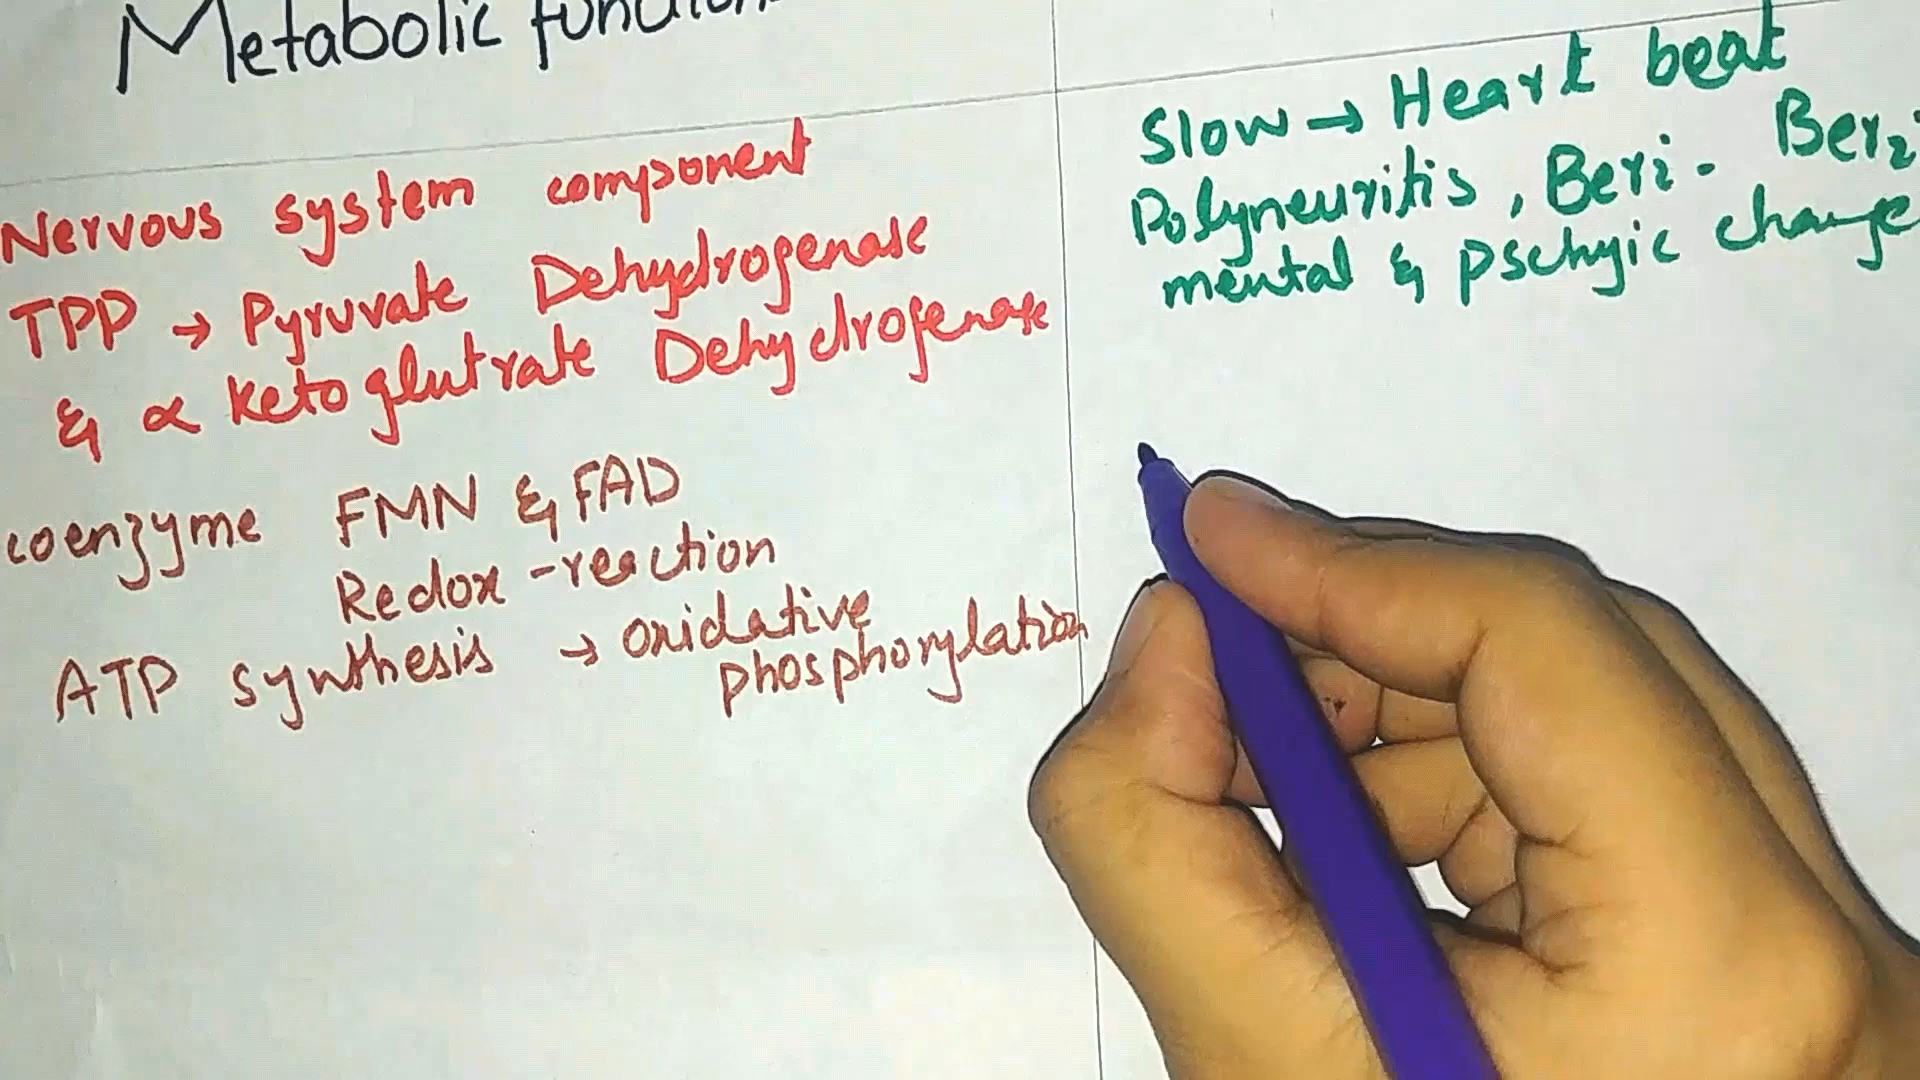 Metabolic function
Nervous system component
TPP → Pyruvate Dehydrogenase
& α Ketoglutrate Dehydrogenase
coenzyme FMN & FAD
Redox-reaction
ATP synthesis → oxidative
phosphorylation
Slow → Heart beat
Polyneuritis, Beri-Beri
mental & pschyic change